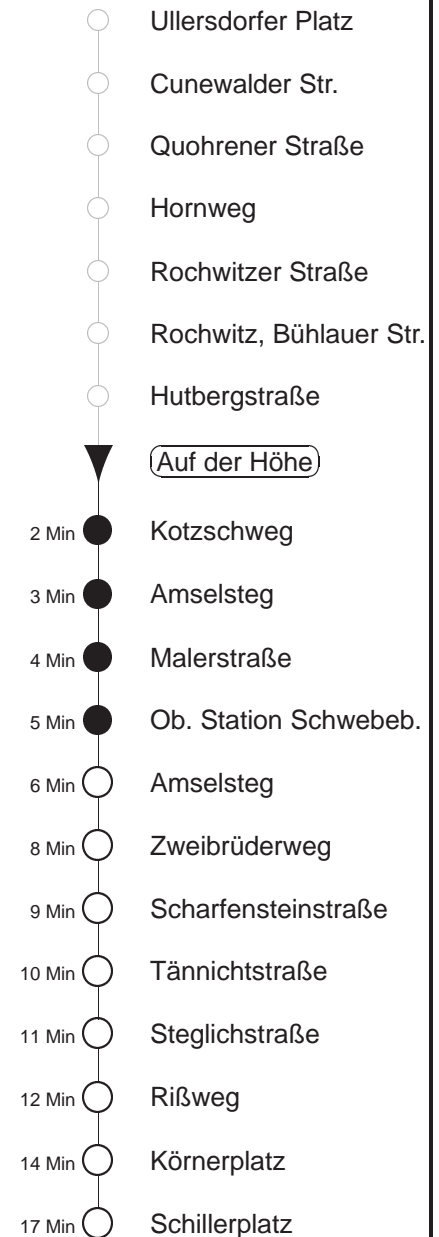 Ullersdorfer Platz
Cunewalder Str.
Quohrener Straße
Hornweg
Rochwitzer Straße
Rochwitz, Bühlauer Str.
Hutbergstraße
Auf der Höhe
2 Min Kotzschweg
3 Min Amselsteg
4 Min Malerstraße
5 Min Ob. Station Schwebeb.
6 Min Amselsteg
8 Min Zweibrüderweg
9 Min Scharfensteinstraße
10 Min Tännichtstraße
11 Min Steglichstraße
12 Min Rißweg
14 Min Körnerplatz
17 Min Schillerplatz